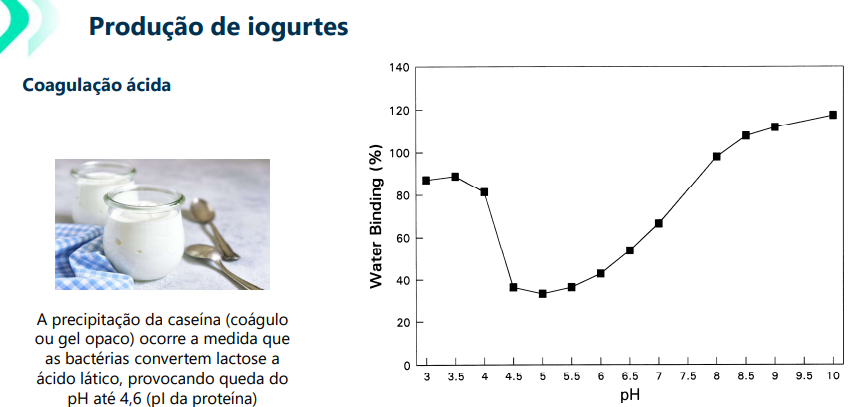 Produção de iogurtes
Coagulação ácida
A precipitação da caseína (coágulo
ou gel opaco) ocorre a medida que
as bactérias convertem lactose a
ácido lático, provocando queda do
pH até 4,6 (pI da proteína)
Water Binding (%)
140
120
100
80
60
40
20
0
3 3.5 4 4.5 5 5.5 6 6.5 7 7.5 8 8.5 9 9.5 10
pH